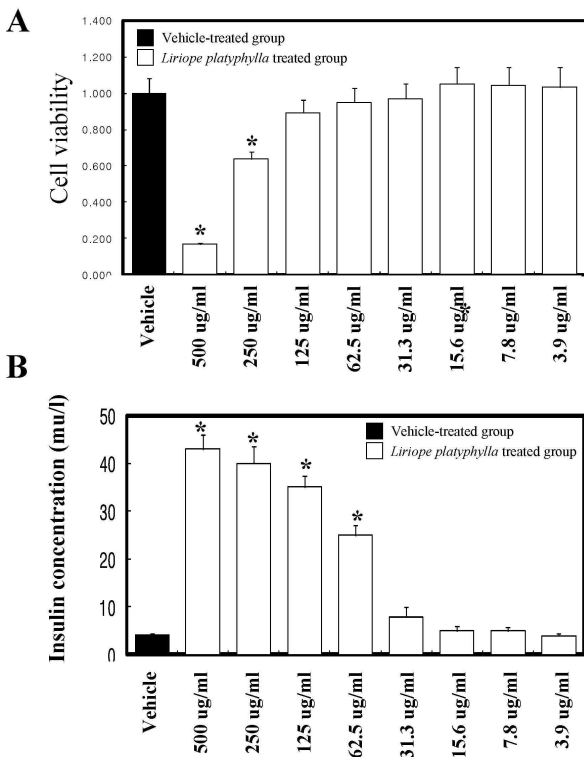 A
Vehicle-treated group
Liriope platyphylla treated group
Cell viability
1.400
1.200
1.000
0.800
0.600
0.400
0.200
0.000
*
*
Vehicle
500 ug/ml
250 ug/ml
125 ug/ml
62.5 ug/ml
31.3 ug/ml
15.6 ug/ml
7.8 ug/ml
3.9 ug/ml
*
B
Vehicle-treated group
Liriope platyphylla treated group
Insulin concentration (mu/l)
50
40
30
20
10
0
*
*
*
*
Vehicle
500 ug/ml
250 ug/ml
125 ug/ml
62.5 ug/ml
31.3 ug/ml
15.6 ug/ml
7.8 ug/ml
3.9 ug/ml